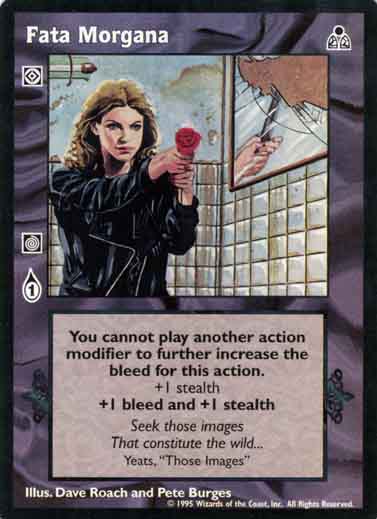 Fata Morgana
1
You cannot play another action
modifier to further increase the
bleed for this action.
+1 stealth
+1 bleed and +1 stealth
Seek those images
That constitute the wild...
Yeats, "Those Images"
Illus. Dave Roach and Pete Burges
© 1995 Wizards of the Coast, Inc. All Rights Reserved.